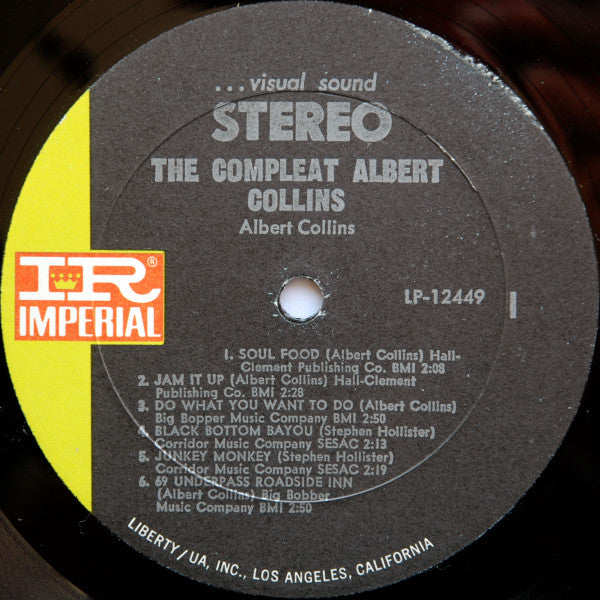 ...visual sound
STEREO
THE COMPLEAT ALBERT
COLLINS
Albert Collins
IR®
IMPERIAL
LP-12449
1. SOUL FOOD (Albert Collins) Hall-
Clement Publishing Co. BMI 2:08
2. JAM IT UP (Albert Collins) Hall-Clement
Publishing Co. BMI 2:28
3. DO WHAT YOU WANT TO DO (Albert Collins)
Big Bopper Music Company BMI 2:50
4. BLACK BOTTOM BAYOU (Stephen Hollister)
Corridor Music Company SESAC 2:13
5. JUNKEY MONKEY (Stephen Hollister)
Corridor Music Company SESAC 2:19
6. 69 UNDERPASS ROADSIDE INN
(Albert Collins) Big Bobber
Music Company BMI 2:50
LIBERTY/UA, INC., LOS ANGELES, CALIFORNIA